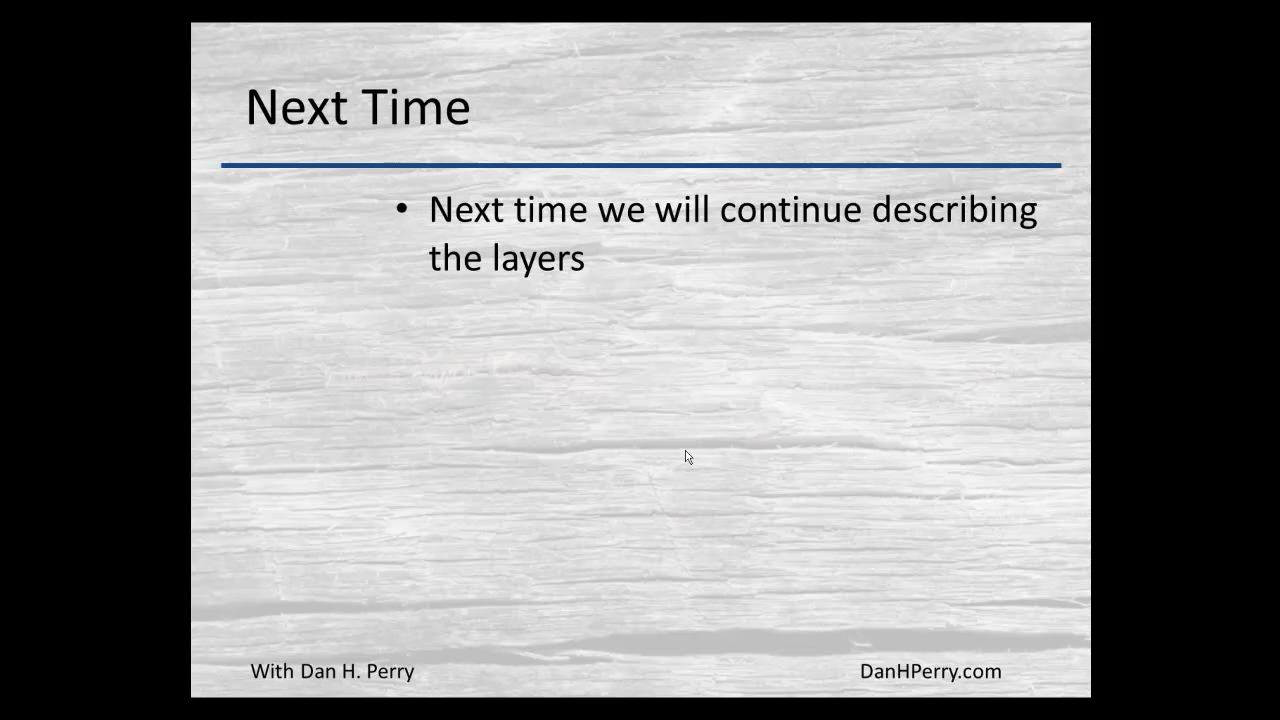 Next Time
• Next time we will continue describing
the layers
With Dan H. Perry
DanHPerry.com